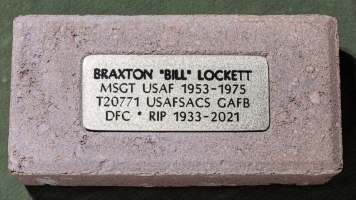 BRAXTON "BILL" LOCKETT
MSGT USAF 1953-1975
T20771 USAFSACS GAFB
DFC * RIP 1933-2021